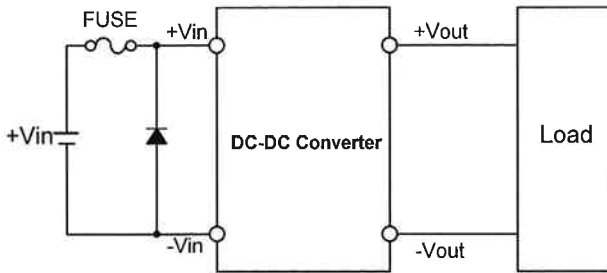 FUSE
+Vin
+Vout
+Vin
DC-DC Converter
Load
-Vin
-Vout